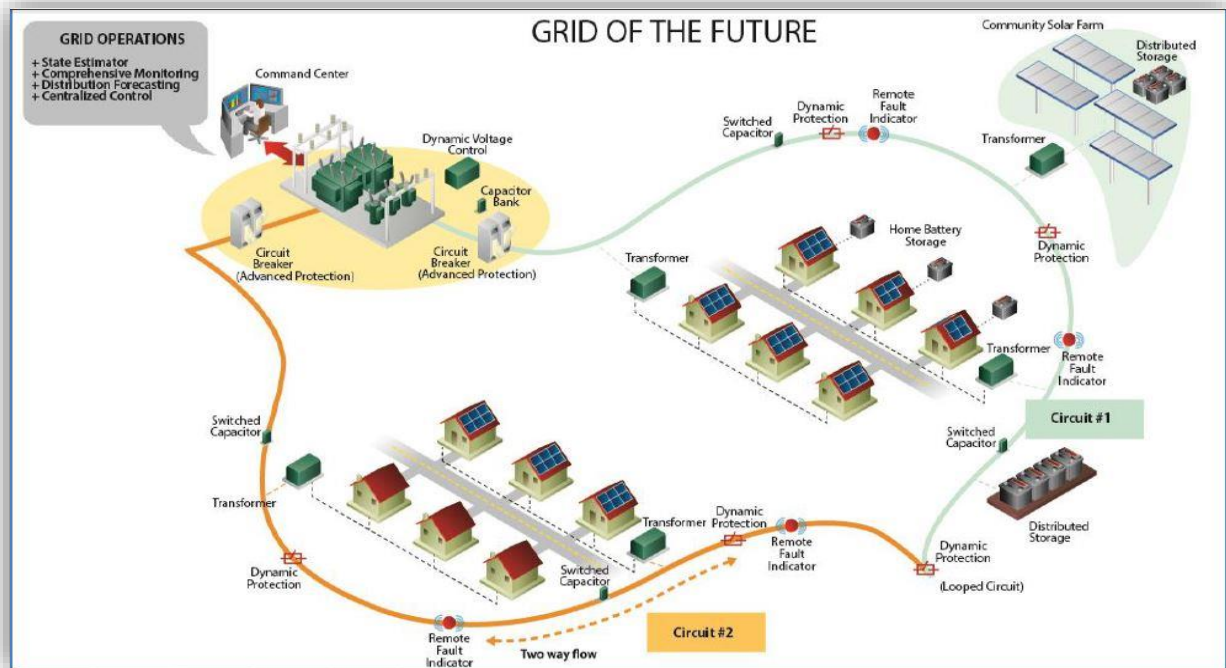 GRID OF THE FUTURE
GRID OPERATIONS
+ State Estimator
+ Comprehensive Monitoring
+ Distribution Forecasting
+ Centralized Control
Command Center
Dynamic Voltage
Control
Capacitor
Bank
Circuit
Breaker
(Advanced Protection)
Circuit
Breaker
(Advanced Protection)
Switched
Capacitor
Dynamic
Protection
Remote
Fault
Indicator
Community Solar Farm
Distributed
Storage
Transformer
Dynamic
Protection
Home Battery
Storage
Transformer
Transformer
Remote
Fault
Indicator
Circuit #1
Switched
Capacitor
Distributed
Storage
Dynamic
Protection
(Looped Circuit)
Switched
Capacitor
Transformer
Dynamic
Protection
Transformer
Dynamic
Protection
Remote
Fault
Indicator
Switched
Capacitor
Remote
Fault
Indicator
Two way flow
Circuit #2